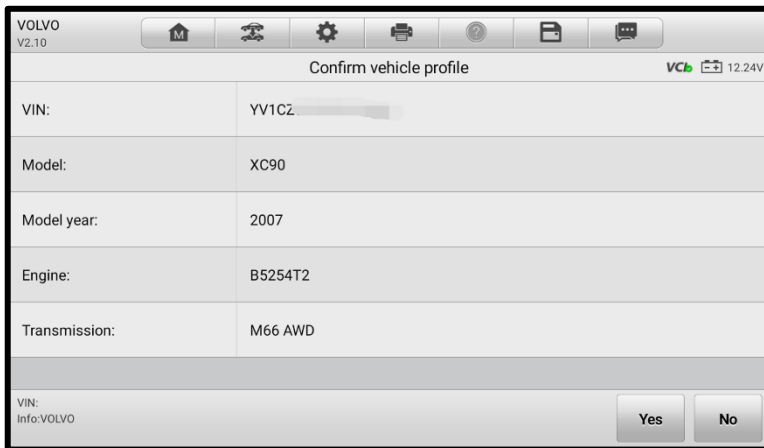 VOLVO
V2.10
M
Confirm vehicle profile
VCI 12.24V
VIN: YV1CZ
Model: XC90
Model year: 2007
Engine: B5254T2
Transmission: M66 AWD
VIN:
Info:VOLVO
Yes No